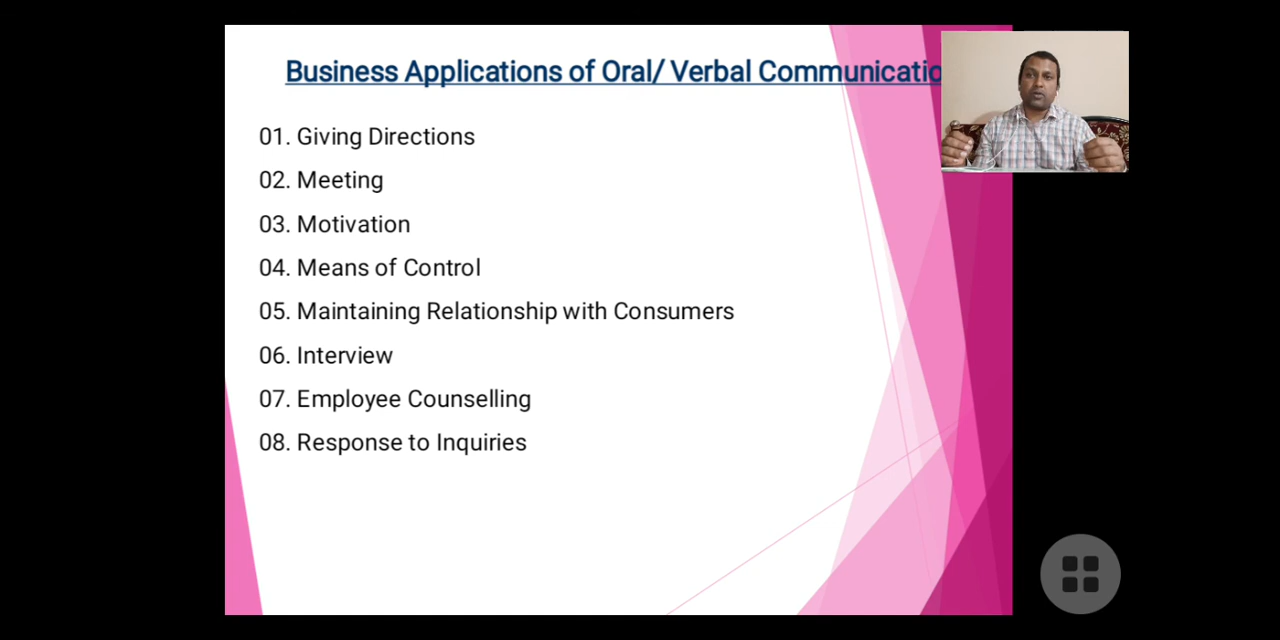 Business Applications of Oral/ Verbal Communicatio
01. Giving Directions
02. Meeting
03. Motivation
04. Means of Control
05. Maintaining Relationship with Consumers
06. Interview
07. Employee Counselling
08. Response to Inquiries